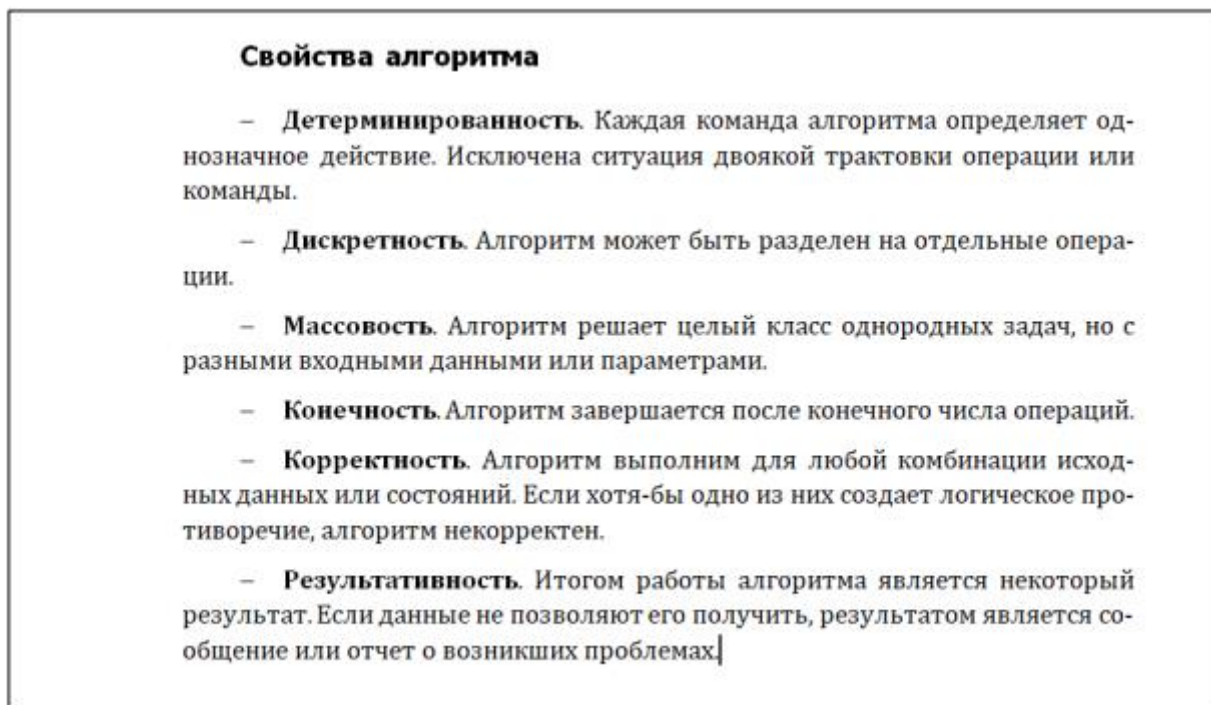 Свойства алгоритма
– Детерминированность. Каждая команда алгоритма определяет од-
нозначное действие. Исключена ситуация двоякой трактовки операции или
команды.
– Дискретность. Алгоритм может быть разделен на отдельные опера-
ции.
– Массовость. Алгоритм решает целый класс однородных задач, но с
разными входными данными или параметрами.
– Конечность. Алгоритм завершается после конечного числа операций.
– Корректность. Алгоритм выполним для любой комбинации исход-
ных данных или состояний. Если хотя-бы одно из них создает логическое про-
тиворечие, алгоритм некорректен.
– Результативность. Итогом работы алгоритма является некоторый
результат. Если данные не позволяют его получить, результатом является со-
общение или отчет о возникших проблемах.